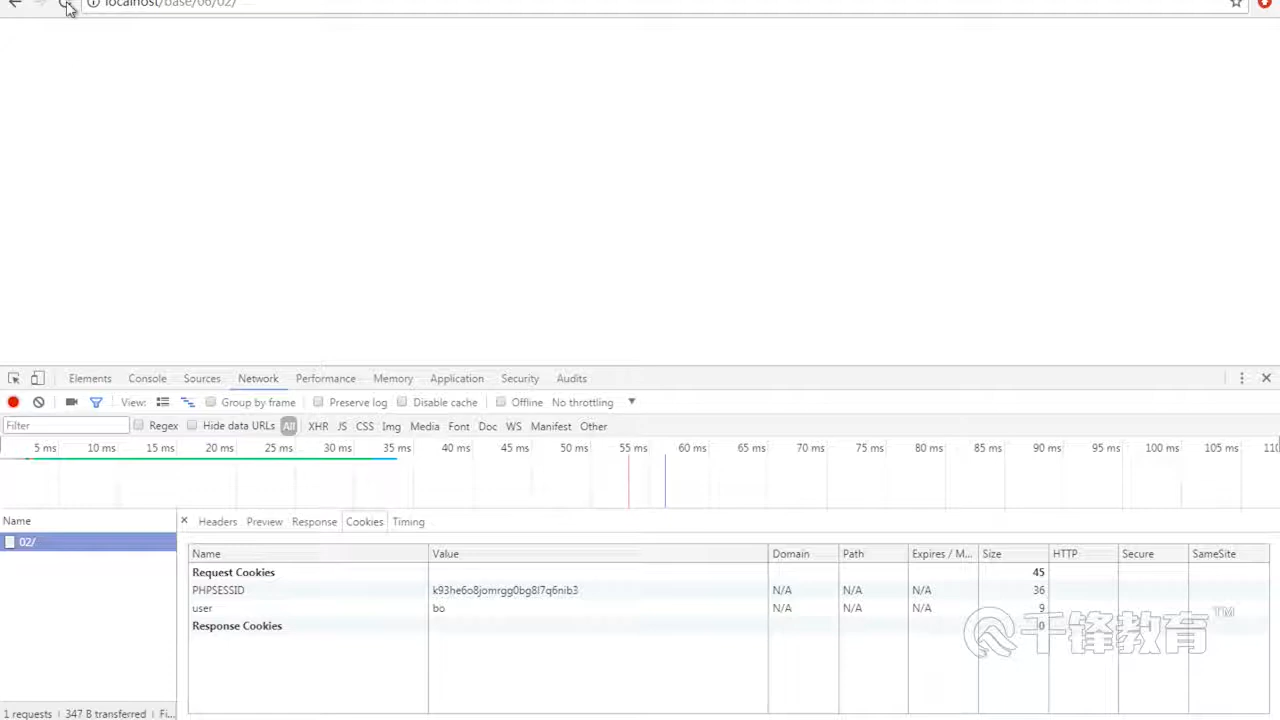 localhost/base/06/02/
Elements Console Sources Network Performance Memory Application Security Audits
View: Group by frame Preserve log Disable cache Offline No throttling
Filter Regex Hide data URLs All XHR JS CSS Img Media Font Doc WS Manifest Other
5 ms 10 ms 15 ms 20 ms 25 ms 30 ms 35 ms 40 ms 45 ms 50 ms 55 ms 60 ms 65 ms 70 ms 75 ms 80 ms 85 ms 90 ms 95 ms 100 ms 105 ms 110
Name Headers Preview Response Cookies Timing
02/
Name Value Domain Path Expires / M... Size HTTP Secure SameSite
Request Cookies 45
PHPSESSID k93he6o8jomrgg0bg8l7q6nib3 N/A N/A N/A 36
user bo N/A N/A N/A 9
Response Cookies 0
千锋教育 TM
1 requests 347 B transferred Fi...